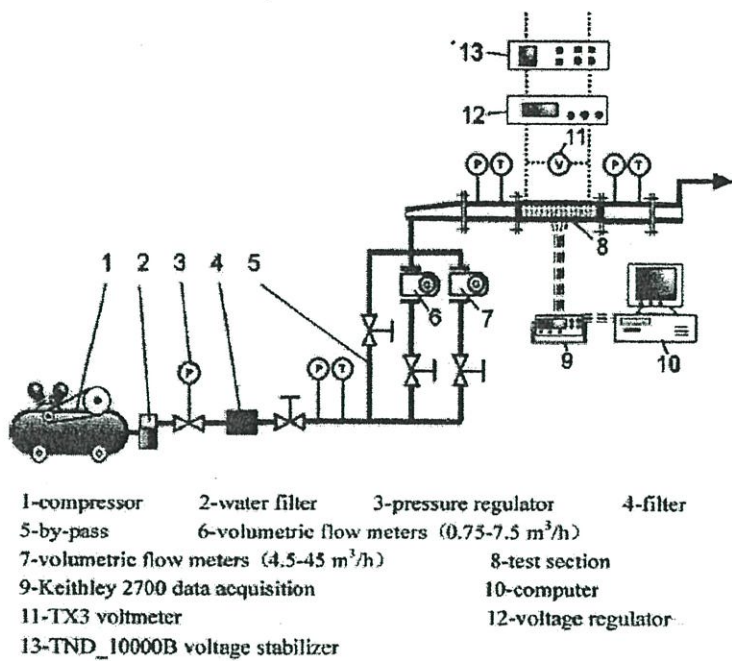 13
12
11
P T V P T
8
1 2 3 4 5
6 7
P
P T
9 10
1-compressor 2-water filter 3-pressure regulator 4-filter
5-by-pass 6-volumetric flow meters (0.75-7.5 m³/h)
7-volumetric flow meters (4.5-45 m³/h) 8-test section
9-Keithley 2700 data acquisition 10-computer
11-TX3 voltmeter 12-voltage regulator
13-TND_10000B voltage stabilizer